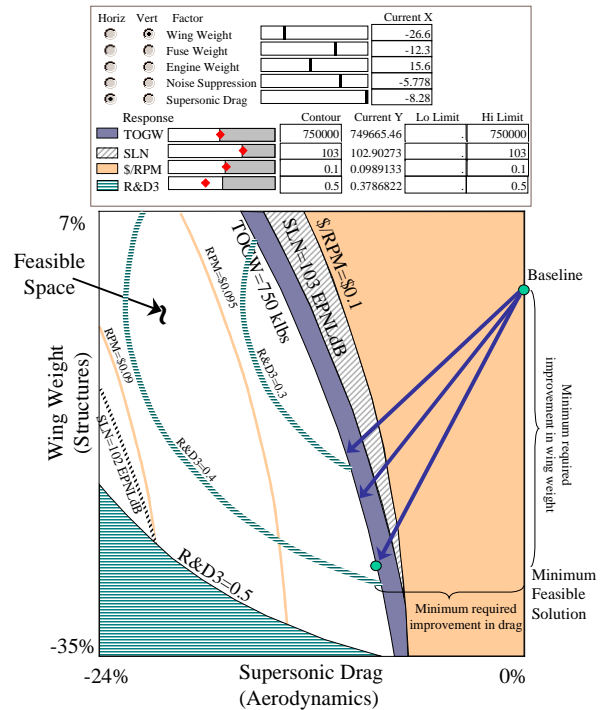 Horiz Vert Factor Current X
Wing Weight -26.6
Fuse Weight -12.3
Engine Weight 15.6
Noise Suppression -5.778
Supersonic Drag -8.28
Response Contour Current Y Lo Limit Hi Limit
TOGW 750000 749665.46 . 750000
SLN 103 102.90273 . 103
$/RPM 0.1 0.0989133 . 0.1
R&D3 0.5 0.3786822 . 0.5
7%
Feasible
Space
RPM=$0.09
RPM=$0.095
TOGW=750 klbs
SLN=103 EPNLdB
$/RPM=$0.1
R&D3=0.3
R&D3=0.4
SLN=102 EPNLdB
R&D3=0.5
Baseline
Minimum required
improvement in wing weight
Minimum
Feasible
Solution
Minimum required
improvement in drag
Wing Weight
(Structures)
-35%
-24%
Supersonic Drag
(Aerodynamics)
0%